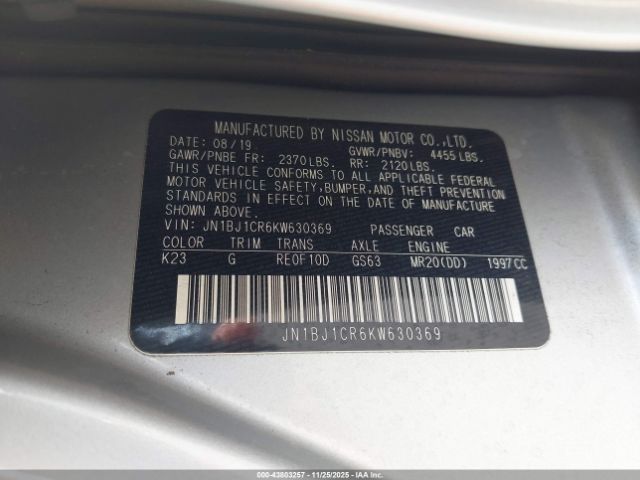 MANUFACTURED BY NISSAN MOTOR CO.,LTD.
DATE: 08/19 GVWR/PNBV: 4455 LBS.
GAWR/PNBE FR: 2370 LBS. RR: 2120 LBS.
THIS VEHICLE CONFORMS TO ALL APPLICABLE FEDERAL
MOTOR VEHICLE SAFETY, BUMPER, AND THEFT PREVENTION
STANDARDS IN EFFECT ON THE DATE OF MANUFACTURE
SHOWN ABOVE.
VIN: JN1BJ1CR6KW630369 PASSENGER CAR
COLOR TRIM TRANS AXLE ENGINE
K23 G RE0F10D GS63 MR20(DD) 1997CC
JN1BJ1CR6KW630369
000-43803257 - 11/25/2025 - IAAI.COM